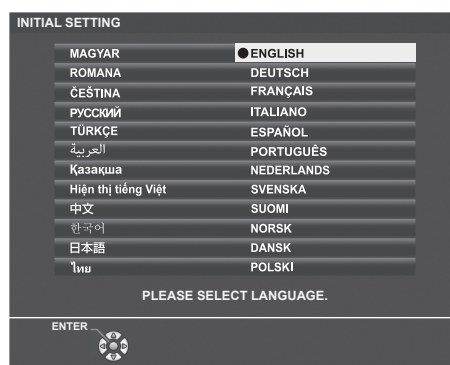 INITIAL SETTING
MAGYAR ENGLISH
ROMANA DEUTSCH
ČEŠTINA FRANÇAIS
РУССКИЙ ITALIANO
TÜRKÇE ESPAÑOL
العربية PORTUGUÊS
Қазақша NEDERLANDS
Hiện thị tiếng Việt SVENSKA
中文 SUOMI
한국어 NORSK
日本語 DANSK
ไทย POLSKI
PLEASE SELECT LANGUAGE.
ENTER